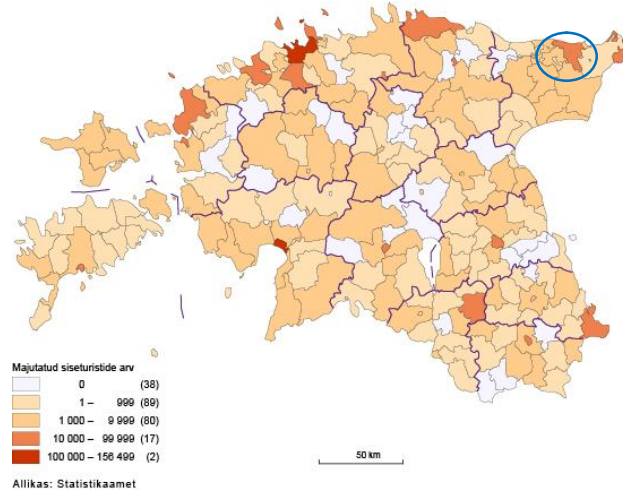 Majutatud siseturistide arv
0 (38)
1 – 999 (89)
1 000 – 9 999 (80)
10 000 – 99 999 (17)
100 000 – 156 499 (2)
50 km
Allikas: Statistikaamet